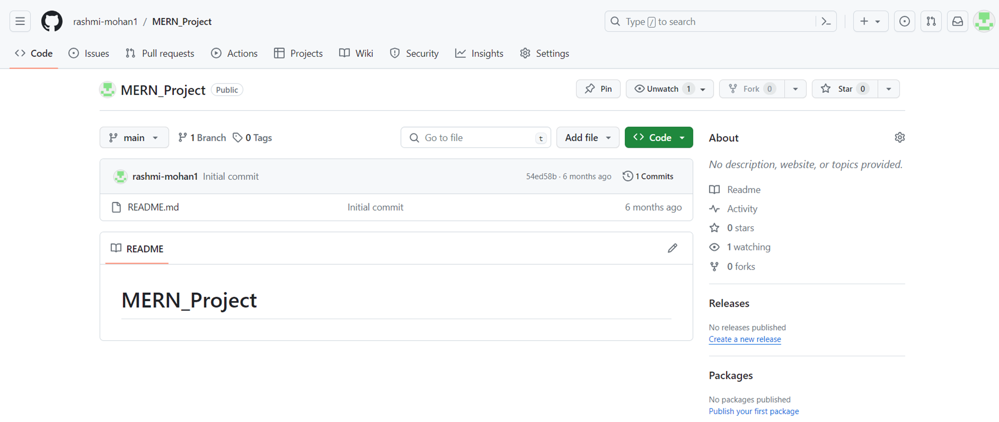 rashmi-mohan1 / MERN_Project
Type / to search
Code Issues Pull requests Actions Projects Wiki Security Insights Settings
MERN_Project Public
Pin Unwatch 1 Fork 0 Star 0
main 1 Branch 0 Tags
Go to file t Add file Code
rashmi-mohan1 Initial commit 54ed58b · 6 months ago 1 Commits
README.md Initial commit 6 months ago
README
MERN_Project
About
No description, website, or topics provided.
Readme
Activity
0 stars
1 watching
0 forks
Releases
No releases published
Create a new release
Packages
No packages published
Publish your first package